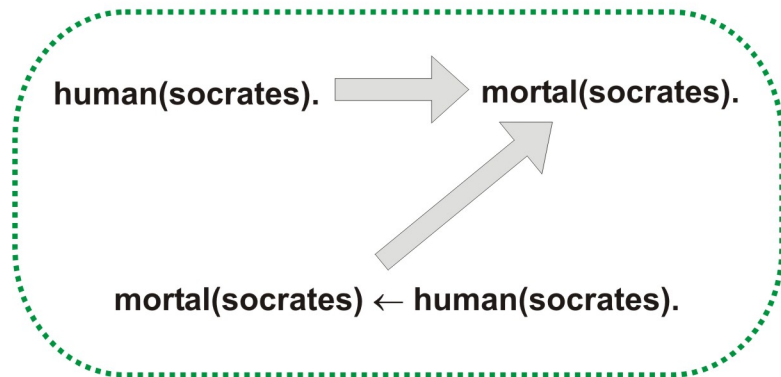 human(socrates).
mortal(socrates).
mortal(socrates) ← human(socrates).